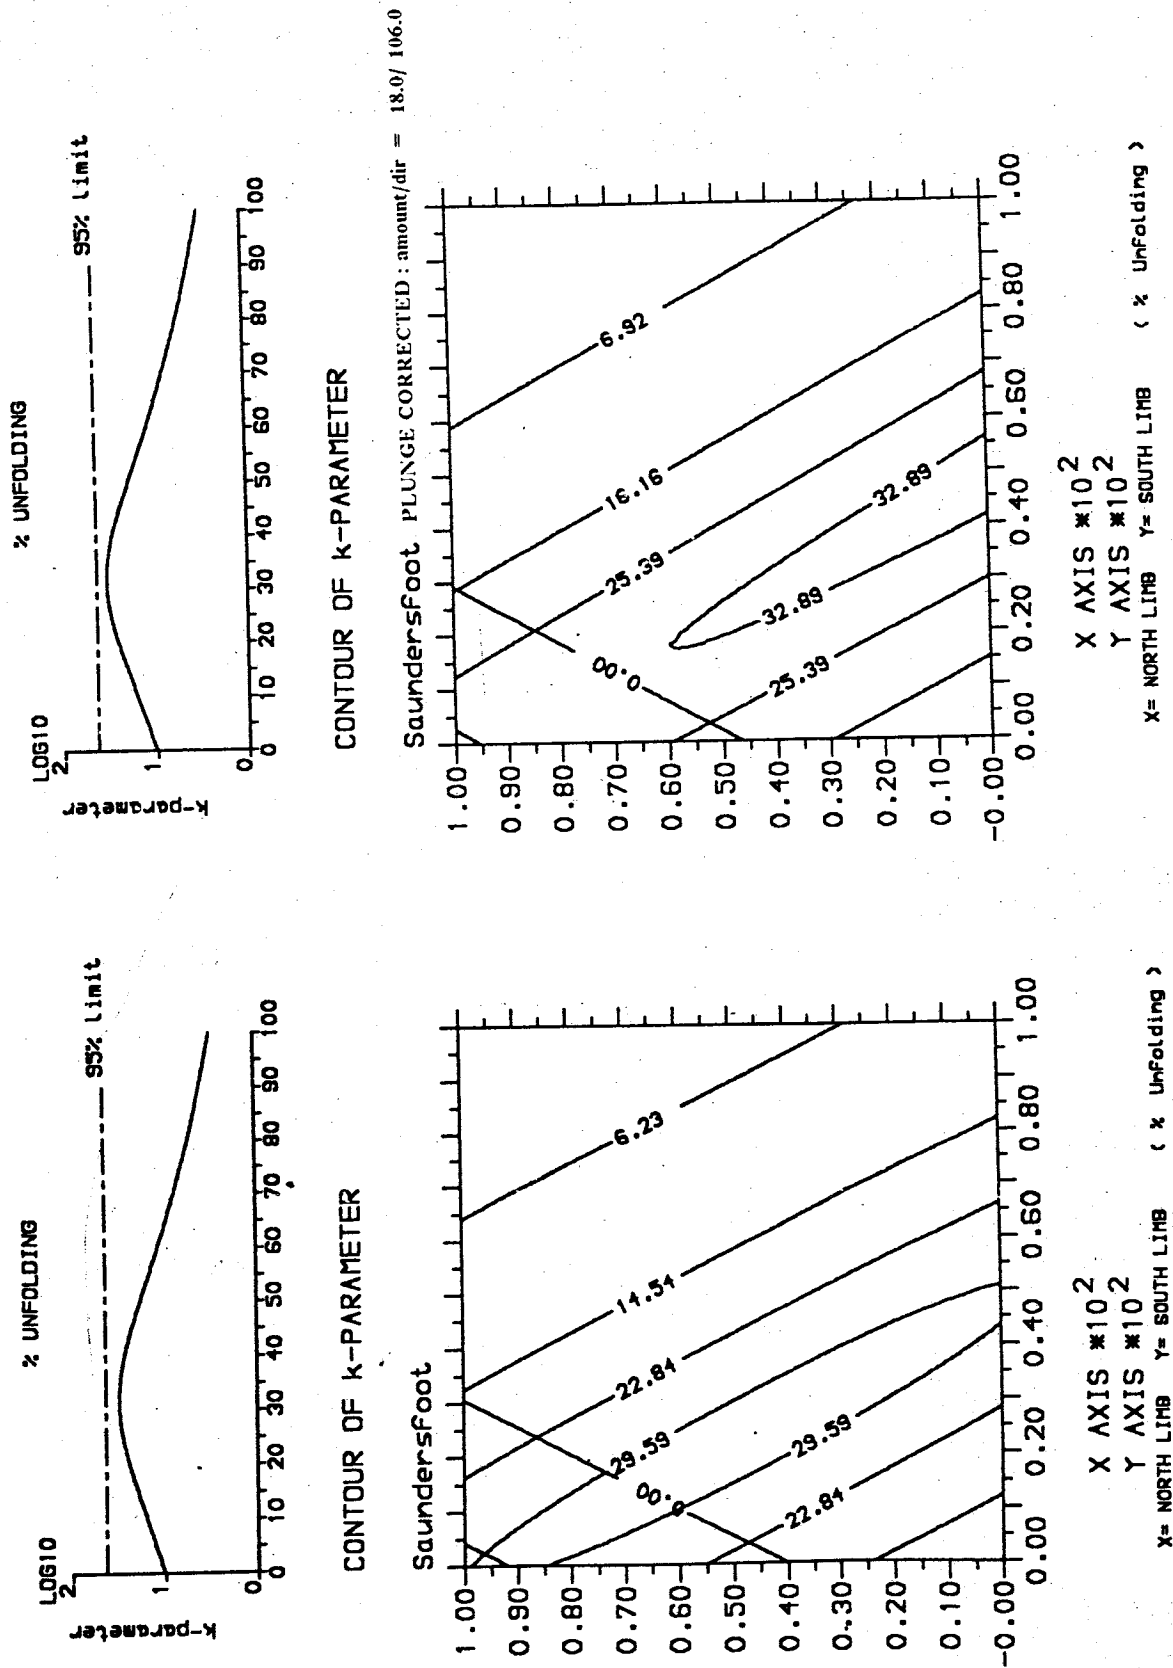 % UNFOLDING
LOG10
2
1
0
k-parameter
95% limit
0 10 20 30 40 50 60 70 80 90 100
CONTOUR OF k-PARAMETER
Saundersfoot
1.00
0.90
0.80
0.70
0.60
0.50
0.40
0.30
0.20
0.10
-0.00
6.23
14.54
22.84
29.59
0.00
29.59
22.84
0.00 0.20 0.40 0.60 0.80 1.00
X AXIS *10^2
Y AXIS *10^2
X= NORTH LIMB Y= SOUTH LIMB ( % Unfolding )
% UNFOLDING
LOG10
2
1
0
k-parameter
95% limit
0 10 20 30 40 50 60 70 80 90 100
CONTOUR OF k-PARAMETER
Saundersfoot PLUNGE CORRECTED : amount/dir = 18.0/ 106.0
1.00
0.90
0.80
0.70
0.60
0.50
0.40
0.30
0.20
0.10
-0.00
6.92
16.16
25.39
32.89
0.00
32.89
25.39
0.00 0.20 0.40 0.60 0.80 1.00
X AXIS *10^2
Y AXIS *10^2
X= NORTH LIMB Y= SOUTH LIMB ( % Unfolding )